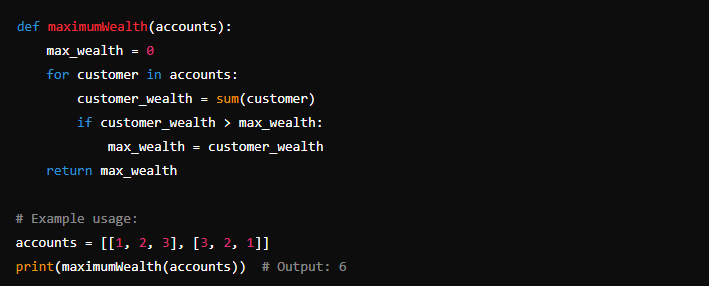 def maximumWealth(accounts):
    max_wealth = 0
    for customer in accounts:
        customer_wealth = sum(customer)
        if customer_wealth > max_wealth:
            max_wealth = customer_wealth
    return max_wealth

# Example usage:
accounts = [[1, 2, 3], [3, 2, 1]]
print(maximumWealth(accounts))  # Output: 6